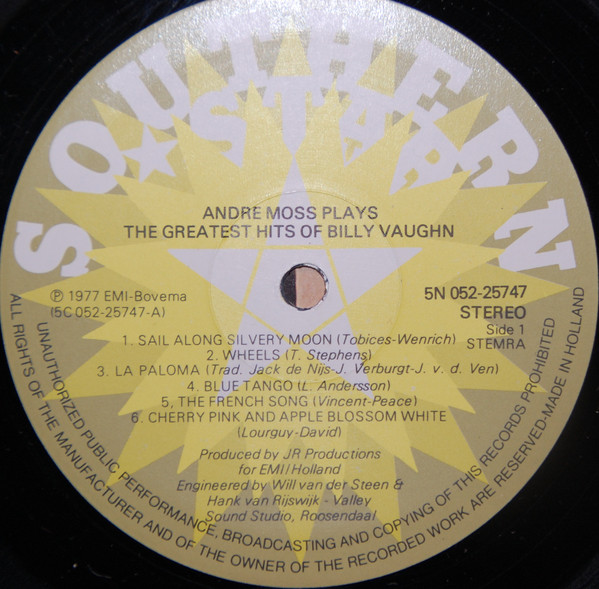 SOUTHERN
STAR
ANDRE MOSS PLAYS
THE GREATEST HITS OF BILLY VAUGHN
℗ 1977 EMI-Bovema
(5C 052-25747-A)
5N 052-25747
STEREO
Side 1
STEMRA
1. SAIL ALONG SILVERY MOON (Tobices-Wenrich)
2. WHEELS (T. Stephens)
3. LA PALOMA (Trad. Jack de Nijs-J. Verburgt-J. v. d. Ven)
4. BLUE TANGO (L. Andersson)
5, THE FRENCH SONG (Vincent-Peace)
6. CHERRY PINK AND APPLE BLOSSOM WHITE
(Lourguy-David)
Produced by JR Productions
for EMI/Holland
Engineered by Will van der Steen &
Hank van Rijswijk - Valley
Sound Studio, Roosendaal
ALL RIGHTS OF THE MANUFACTURER AND OF THE OWNER OF THE RECORDED WORK ARE RESERVED-MADE IN HOLLAND
UNAUTHORIZED PUBLIC PERFORMANCE, BROADCASTING AND COPYING OF THIS RECORDS PROHIBITED